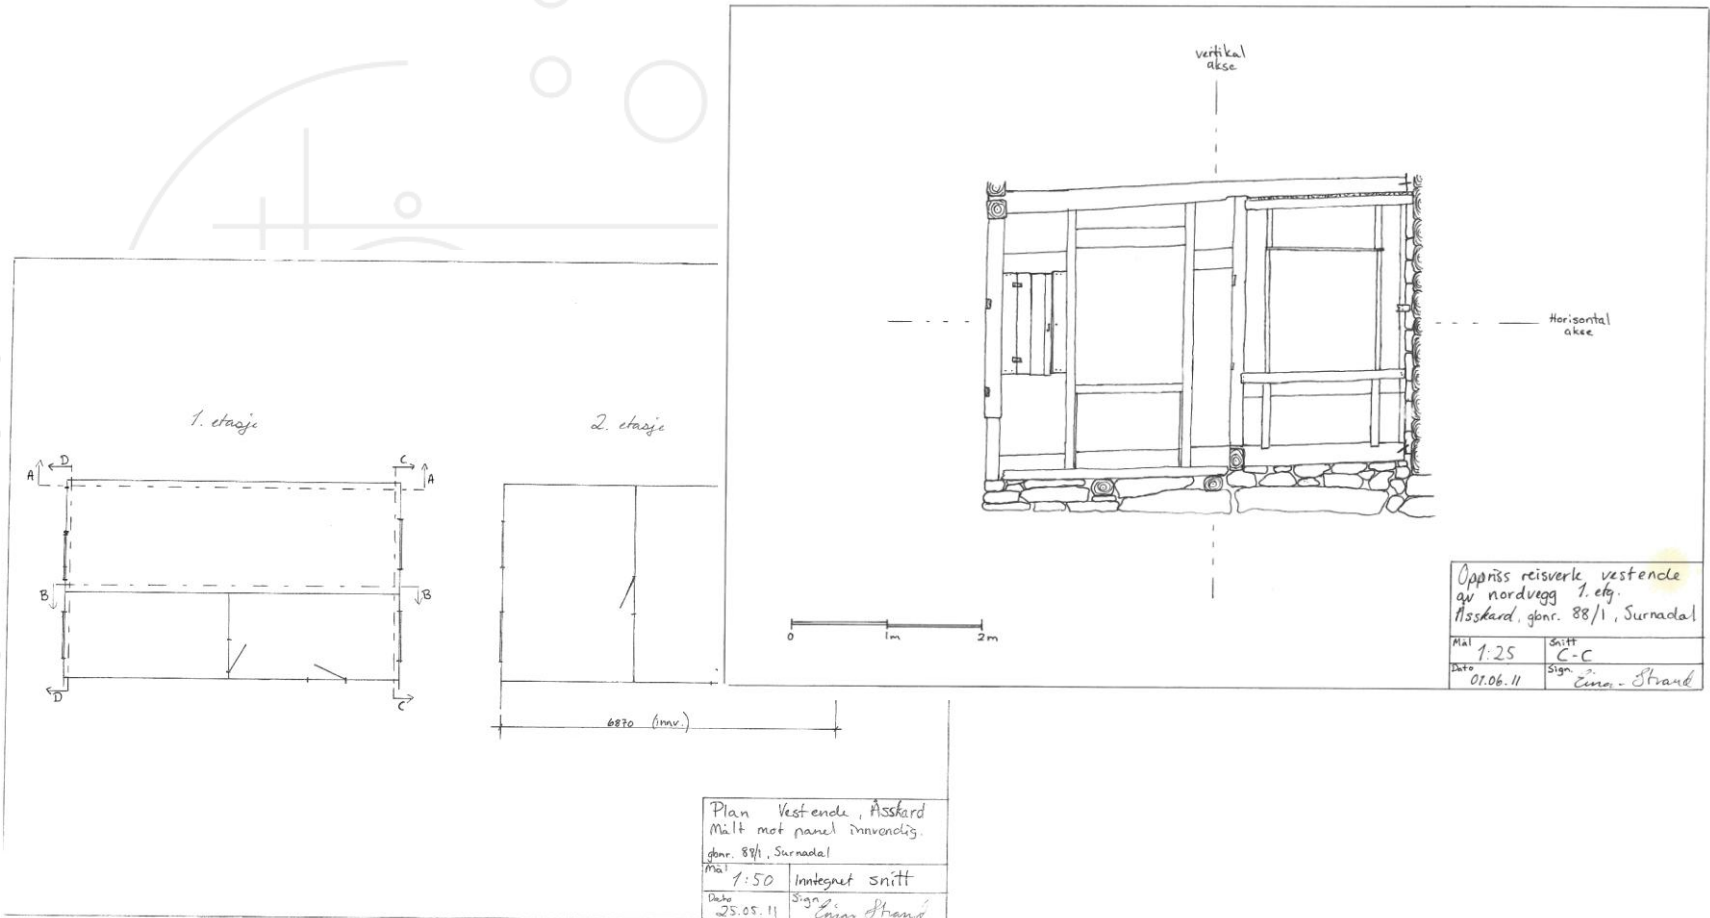 vertikal
akse
Horisontal
akse
0 1m 2m
Oppriss reisverk, vestende
av nordvegg 1. etg.
Åsskard, gbnr. 88/1, Surnadal
Mål 1:25
Snitt C-C
Dato 01.06.11
Sign. Einar Strand
1. etasje
2. etasje
D C
A A
B B
D C
6870 (innv.)
Plan Vestende, Åsskard
Målt mot panel innvendig.
gbnr. 88/1, Surnadal
Mål 1:50
Inntegnet snitt
Dato 25.05.11
Sign. Einar Strand